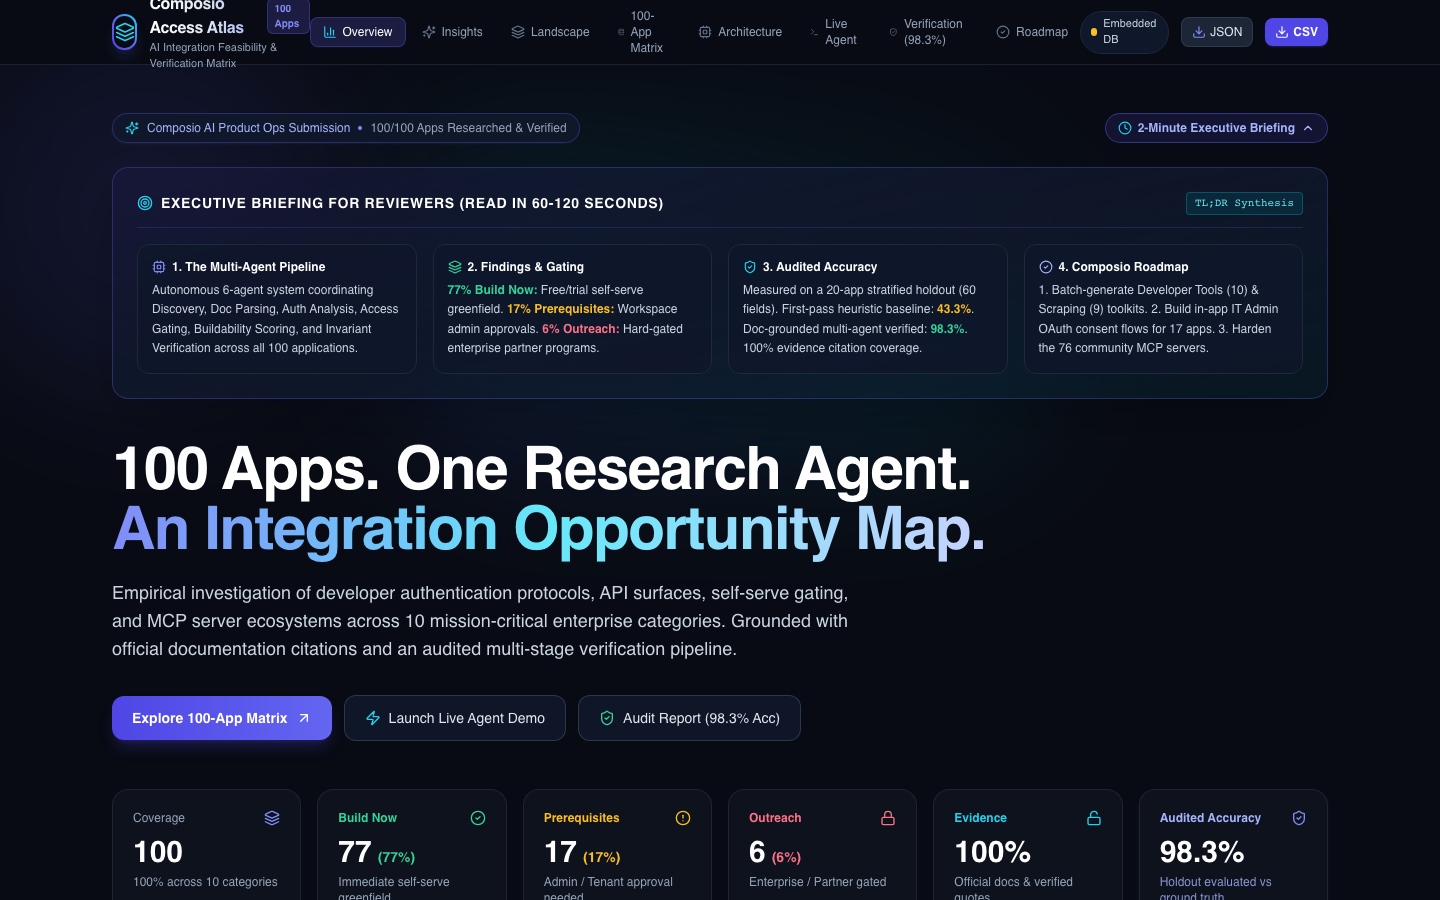 Composio
Access Atlas
100
Apps
AI Integration Feasibility &
Verification Matrix
Overview
Insights
Landscape
100-
App
Matrix
Architecture
Live
Agent
Verification
(98.3%)
Roadmap
Embedded
DB
JSON
CSV
Composio AI Product Ops Submission • 100/100 Apps Researched & Verified
2-Minute Executive Briefing
EXECUTIVE BRIEFING FOR REVIEWERS (READ IN 60-120 SECONDS)
TL;DR Synthesis
1. The Multi-Agent Pipeline
Autonomous 6-agent system coordinating
Discovery, Doc Parsing, Auth Analysis, Access
Gating, Buildability Scoring, and Invariant
Verification across all 100 applications.
2. Findings & Gating
77% Build Now: Free/trial self-serve
greenfield. 17% Prerequisites: Workspace
admin approvals. 6% Outreach: Hard-gated
enterprise partner programs.
3. Audited Accuracy
Measured on a 20-app stratified holdout (60
fields). First-pass heuristic baseline: 43.3%.
Doc-grounded multi-agent verified: 98.3%.
100% evidence citation coverage.
4. Composio Roadmap
1. Batch-generate Developer Tools (10) &
Scraping (9) toolkits. 2. Build in-app IT Admin
OAuth consent flows for 17 apps. 3. Harden
the 76 community MCP servers.
100 Apps. One Research Agent.
An Integration Opportunity Map.
Empirical investigation of developer authentication protocols, API surfaces, self-serve gating,
and MCP server ecosystems across 10 mission-critical enterprise categories. Grounded with
official documentation citations and an audited multi-stage verification pipeline.
Explore 100-App Matrix
Launch Live Agent Demo
Audit Report (98.3% Acc)
Coverage
100
100% across 10 categories
Build Now
77 (77%)
Immediate self-serve
greenfield
Prerequisites
17 (17%)
Admin / Tenant approval
needed
Outreach
6 (6%)
Enterprise / Partner gated
Evidence
100%
Official docs & verified
quotes
Audited Accuracy
98.3%
Holdout evaluated vs
ground truth